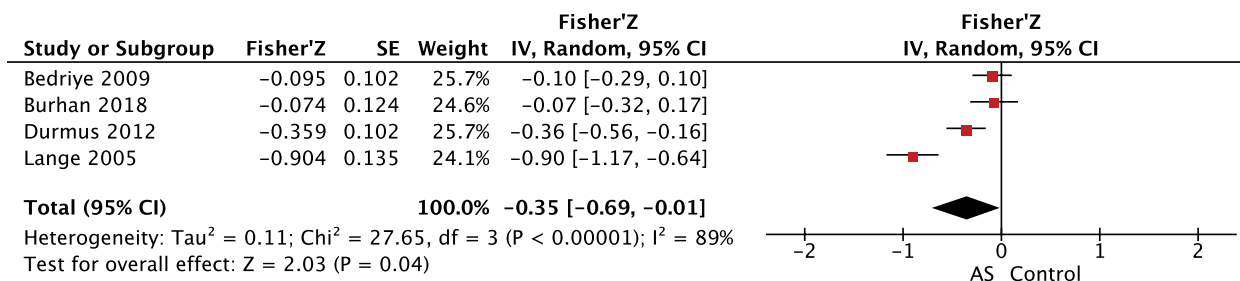 Fisher'Z Fisher'Z
Study or Subgroup Fisher'Z SE Weight IV, Random, 95% CI IV, Random, 95% CI
Bedriye 2009 −0.095 0.102 25.7% −0.10 [−0.29, 0.10]
Burhan 2018 −0.074 0.124 24.6% −0.07 [−0.32, 0.17]
Durmus 2012 −0.359 0.102 25.7% −0.36 [−0.56, −0.16]
Lange 2005 −0.904 0.135 24.1% −0.90 [−1.17, −0.64]
Total (95% CI) 100.0% −0.35 [−0.69, −0.01]
Heterogeneity: Tau² = 0.11; Chi² = 27.65, df = 3 (P < 0.00001); I² = 89%
Test for overall effect: Z = 2.03 (P = 0.04)
−2 −1 0 1 2
AS Control